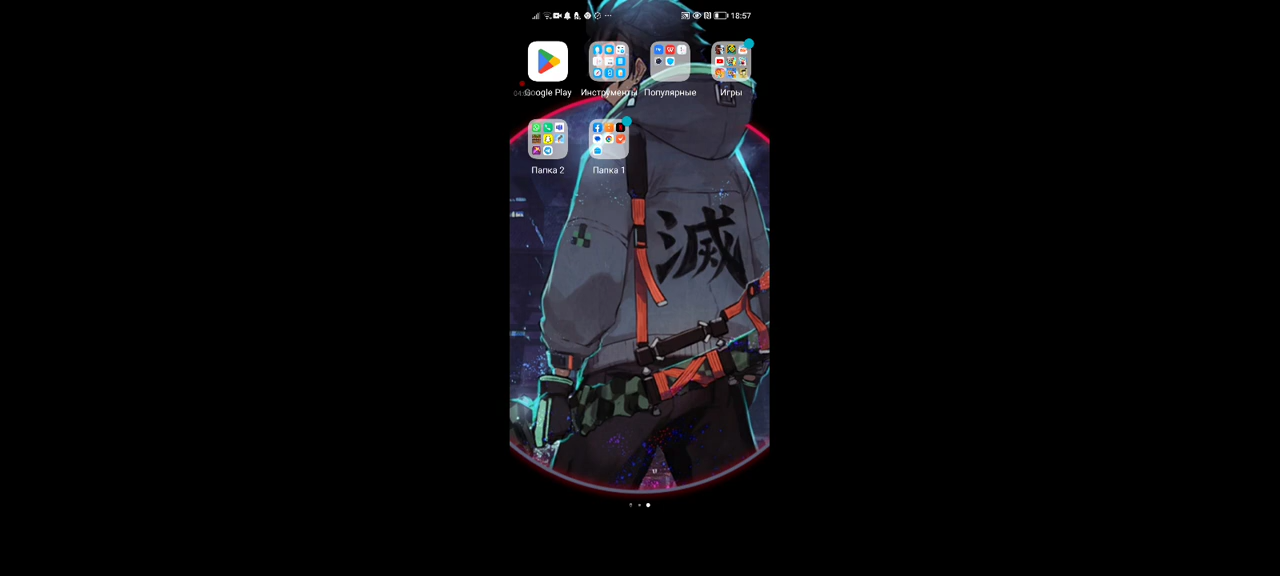 18:57
Google Play
Инструменты
Популярные
Игры
Папка 2
Папка 1
滅